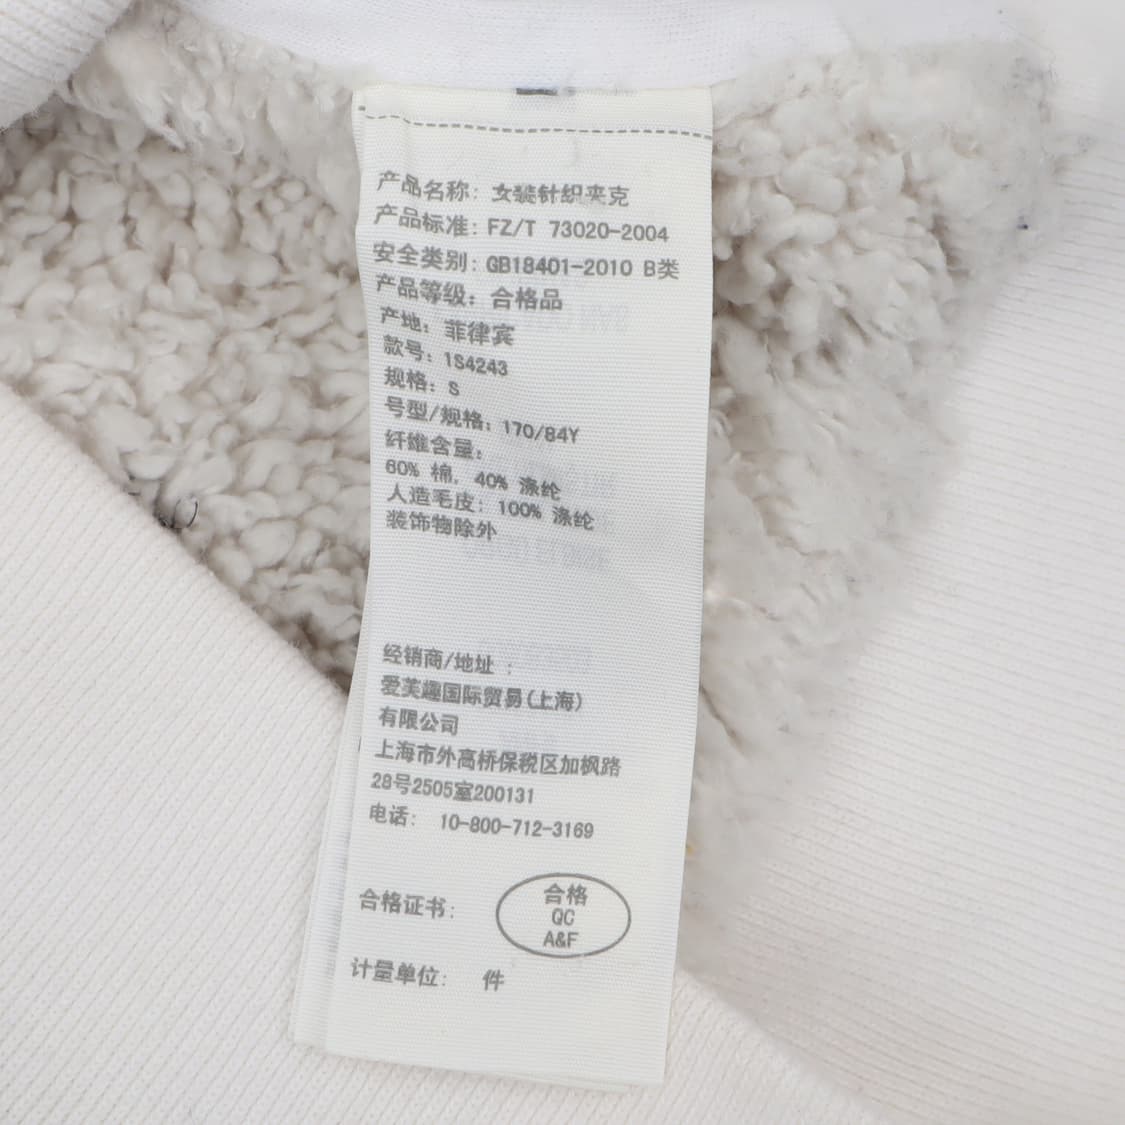 产品名称: 女装针织夹克
产品标准: FZ/T 73020-2004
安全类别: GB18401-2010 B类
产品等级: 合格品
产地: 菲律宾
款号: 1S4243
规格: S
号型/规格: 170/84Y
纤维含量:
60% 棉, 40% 涤纶
人造毛皮: 100% 涤纶
装饰物除外
经销商/地址 :
爱芙趣国际贸易(上海)
有限公司
上海市外高桥保税区加枫路
28号2505室200131
电话: 10-800-712-3169
合格
合格证书: QC
A&F
计量单位: 件